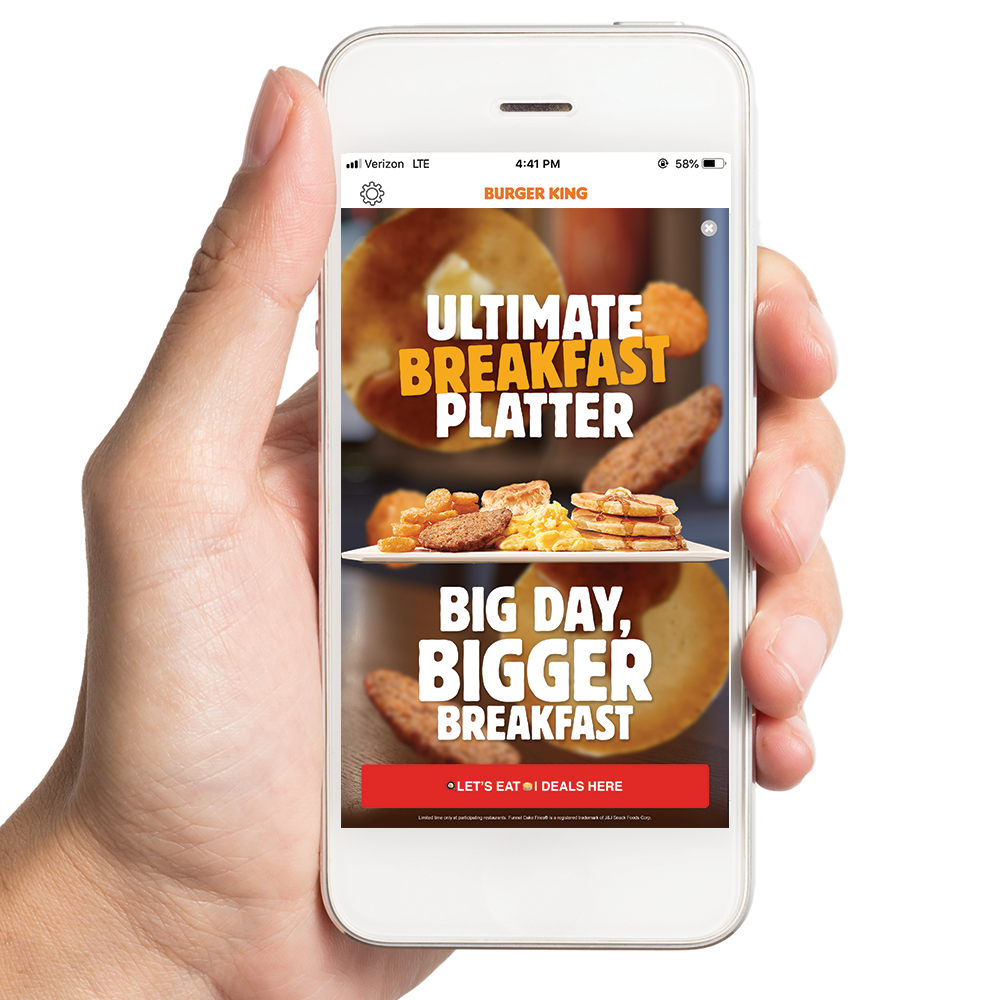 Verizon LTE 4:41 PM 58%
BURGER KING
ULTIMATE
BREAKFAST
PLATTER
BIG DAY,
BIGGER
BREAKFAST
🍳LET'S EAT🥞I DEALS HERE
Limited time only at participating restaurants. Funnel Cake Fries® is a registered trademark of J&J Snack Foods Corp.